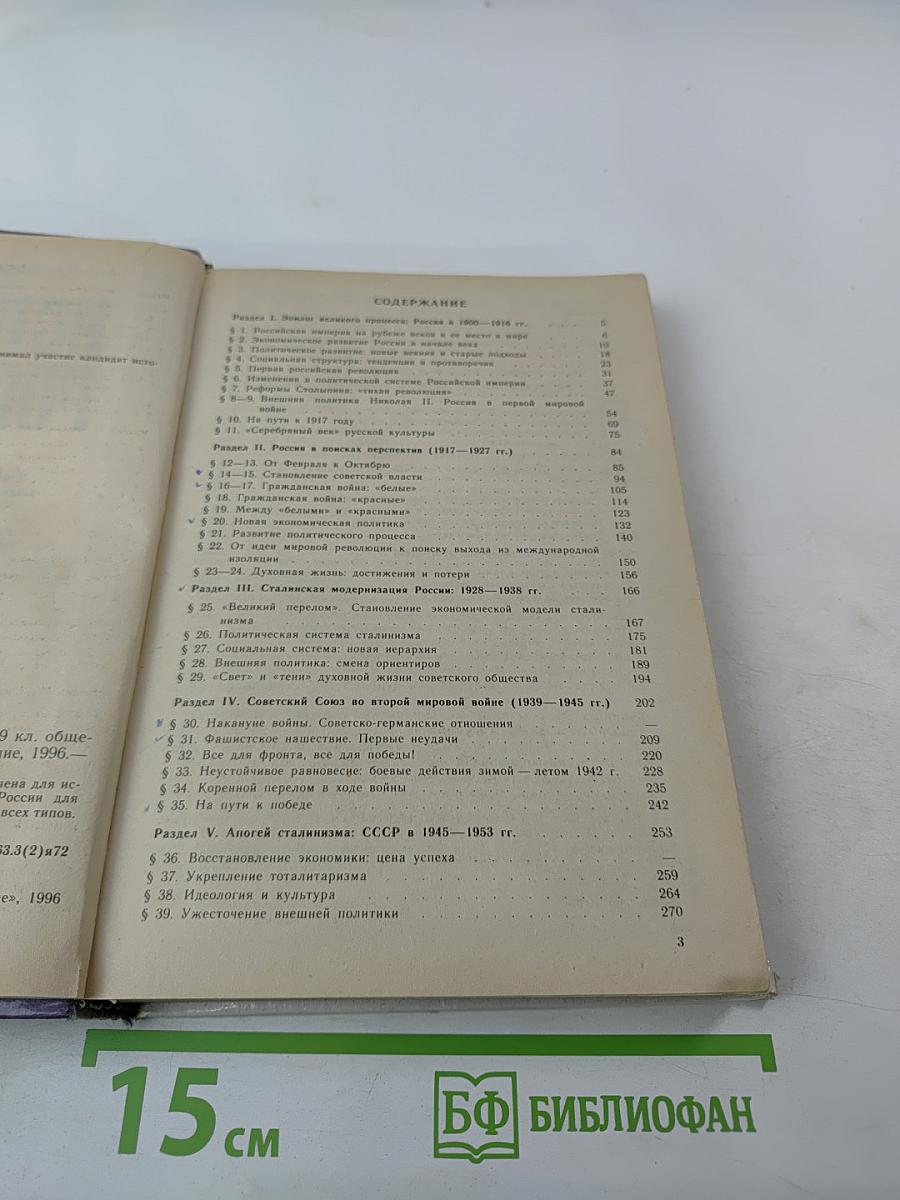 нимал участие кандидат исто-
9 кл. обще-
ние, 1996.—
чена для ис-
России для
всех типов.
63.3(2)я72
е», 1996
СОДЕРЖАНИЕ
Раздел I. Эпилог великого процесса: Россия в 1900—1916 гг. . . . . 5
§ 1. Российская империя на рубеже веков и ее место в мире 6
§ 2. Экономическое развитие России в начале века 10
§ 3. Политическое развитие: новые веяния и старые подходы 18
§ 4. Социальная структура: тенденции и противоречия 23
§ 5. Первая российская революция 31
§ 6. Изменения в политической системе Российской империи 37
§ 7. Реформы Столыпина: «тихая революция» 47
§ 8—9. Внешняя политика Николая II. Россия в первой мировой
войне 54
§ 10. На пути к 1917 году 69
§ 11. «Серебряный век» русской культуры 75
Раздел II. Россия в поисках перспектив (1917—1927 гг.) 84
§ 12—13. От Февраля к Октябрю 85
§ 14—15. Становление советской власти 94
§ 16—17. Гражданская война: «белые» 105
§ 18. Гражданская война: «красные» 114
§ 19. Между «белыми» и «красными» 123
§ 20. Новая экономическая политика 132
§ 21. Развитие политического процесса 140
§ 22. От идеи мировой революции к поиску выхода из международной
изоляции 150
§ 23—24. Духовная жизнь: достижения и потери 156
Раздел III. Сталинская модернизация России: 1928—1938 гг. 166
§ 25. «Великий перелом». Становление экономической модели стали-
низма 167
§ 26. Политическая система сталинизма 175
§ 27. Социальная система: новая иерархия 181
§ 28. Внешняя политика: смена ориентиров 189
§ 29. «Свет» и «тени» духовной жизни советского общества 194
Раздел IV. Советский Союз во второй мировой войне (1939—1945 гг.) 202
§ 30. Накануне войны. Советско-германские отношения —
§ 31. Фашистское нашествие. Первые неудачи 209
§ 32. Все для фронта, все для победы! 220
§ 33. Неустойчивое равновесие: боевые действия зимой — летом 1942 г. 228
§ 34. Коренной перелом в ходе войны 235
§ 35. На пути к победе 242
Раздел V. Апогей сталинизма: СССР в 1945—1953 гг. 253
§ 36. Восстановление экономики: цена успеха —
§ 37. Укрепление тоталитаризма 259
§ 38. Идеология и культура 264
§ 39. Ужесточение внешней политики 270
3
15 см
БФ БИБЛИОФАН